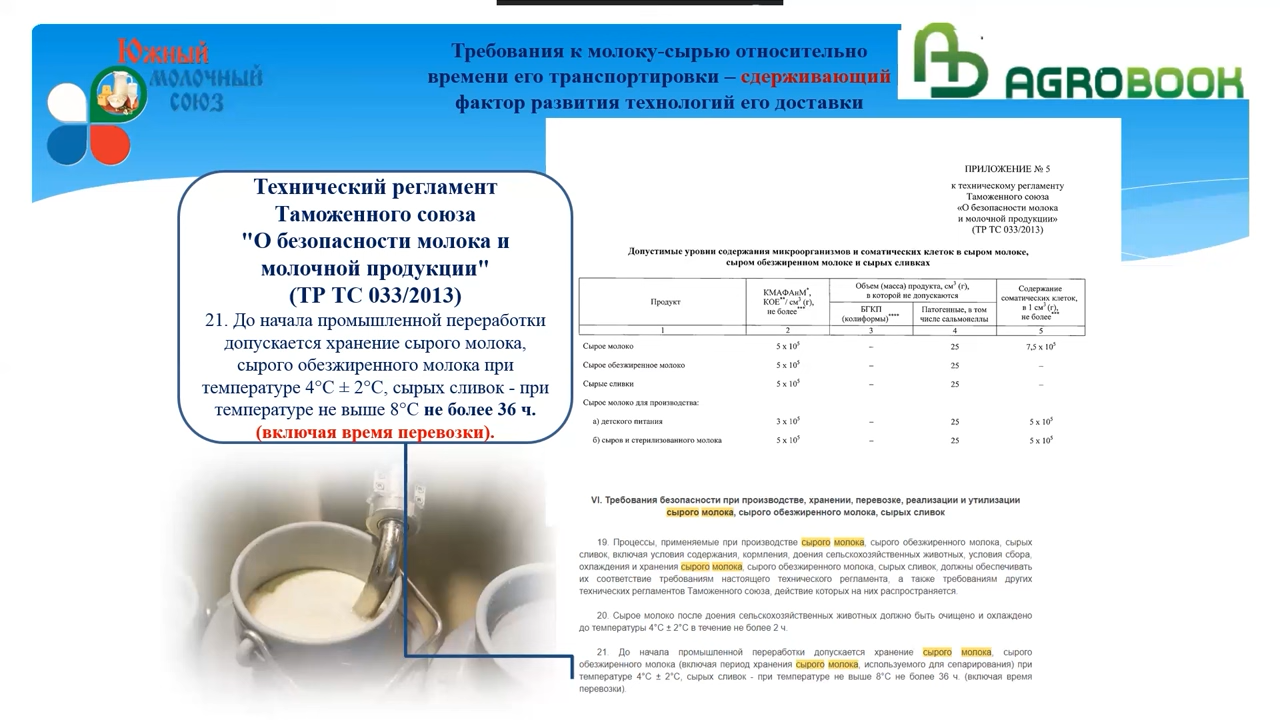 Южный
МОЛОЧНЫЙ
СОЮЗ
Требования к молоку-сырью относительно
времени его транспортировки – сдерживающий
фактор развития технологий его доставки
AGROBOOK
Технический регламент
Таможенного союза
"О безопасности молока и
молочной продукции"
(ТР ТС 033/2013)
21. До начала промышленной переработки
допускается хранение сырого молока,
сырого обезжиренного молока при
температуре 4°C ± 2°C, сырых сливок - при
температуре не выше 8°C не более 36 ч.
(включая время перевозки).
ПРИЛОЖЕНИЕ № 5
к техническому регламенту
Таможенного союза
«О безопасности молока
и молочной продукции»
(ТР ТС 033/2013)
Допустимые уровни содержания микроорганизмов и соматических клеток в сыром молоке,
сыром обезжиренном молоке и сырых сливках
Продукт
КМАФАнМ*,
КОЕ**/ см³ (г),
не более***
Объем (масса) продукта, см³ (г),
в которой не допускаются
БГКП
(колиформы)****
Патогенные, в том
числе сальмонеллы
Содержание
соматических клеток,
в 1 см³ (г),
не более***
1 2 3 4 5
Сырое молоко 5 х 10⁵ – 25 7,5 х 10⁵
Сырое обезжиренное молоко 5 х 10⁵ – 25 –
Сырые сливки 5 х 10⁵ – 25 –
Сырое молоко для производства:
а) детского питания 3 х 10⁵ – 25 5 х 10⁵
б) сыров и стерилизованного молока 5 х 10⁵ – 25 5 х 10⁵
VI. Требования безопасности при производстве, хранении, перевозке, реализации и утилизации
сырого молока, сырого обезжиренного молока, сырых сливок
19. Процессы, применяемые при производстве сырого молока, сырого обезжиренного молока, сырых
сливок, включая условия содержания, кормления, доения сельскохозяйственных животных, условия сбора,
охлаждения и хранения сырого молока, сырого обезжиренного молока, сырых сливок, должны обеспечивать
их соответствие требованиям настоящего технического регламента, а также требованиям других
технических регламентов Таможенного союза, действие которых на них распространяется.
20. Сырое молоко после доения сельскохозяйственных животных должно быть очищено и охлаждено
до температуры 4°C ± 2°C в течение не более 2 ч.
21. До начала промышленной переработки допускается хранение сырого молока, сырого
обезжиренного молока (включая период хранения сырого молока, используемого для сепарирования) при
температуре 4°C ± 2°C, сырых сливок - при температуре не выше 8°C не более 36 ч. (включая время
перевозки).